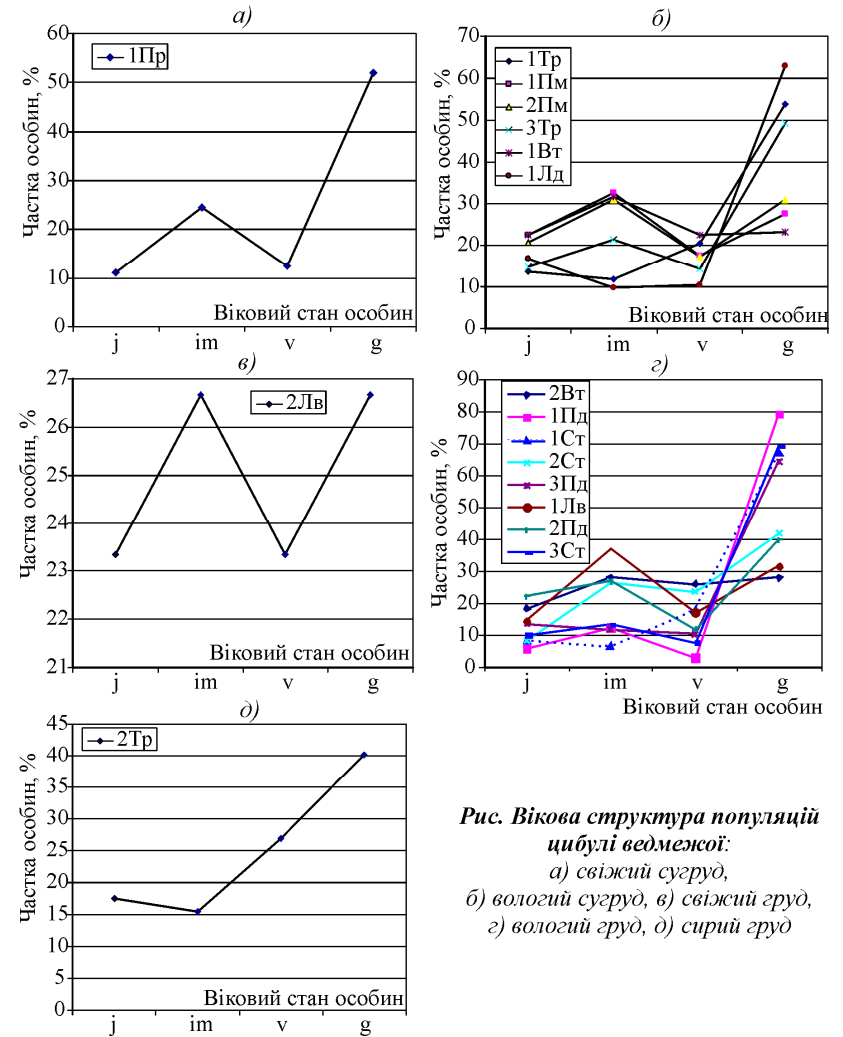 а)
Частка особин, %
60
50
40
30
20
10
0
1Пр
Віковий стан особин
j im v g
б)
Частка особин, %
70
60
50
40
30
20
10
0
1Тр
1Пм
2Пм
3Тр
1Вт
1Лд
Віковий стан особин
j im v g
в)
Частка особин, %
27
26
25
24
23
22
21
2Лв
Віковий стан особин
j im v g
г)
Частка особин, %
90
80
70
60
50
40
30
20
10
0
2Вт
1Пд
1Ст
2Ст
3Пд
1Лв
2Пд
3Ст
j im v g
Віковий стан особин
д)
Частка особин, %
45
40
35
30
25
20
15
10
5
0
2Тр
Віковий стан особин
j im v g
Рис. Вікова структура популяцій
цибулі ведмежої:
а) свіжий сугруд,
б) вологий сугруд, в) свіжий груд,
г) вологий груд, д) сирий груд